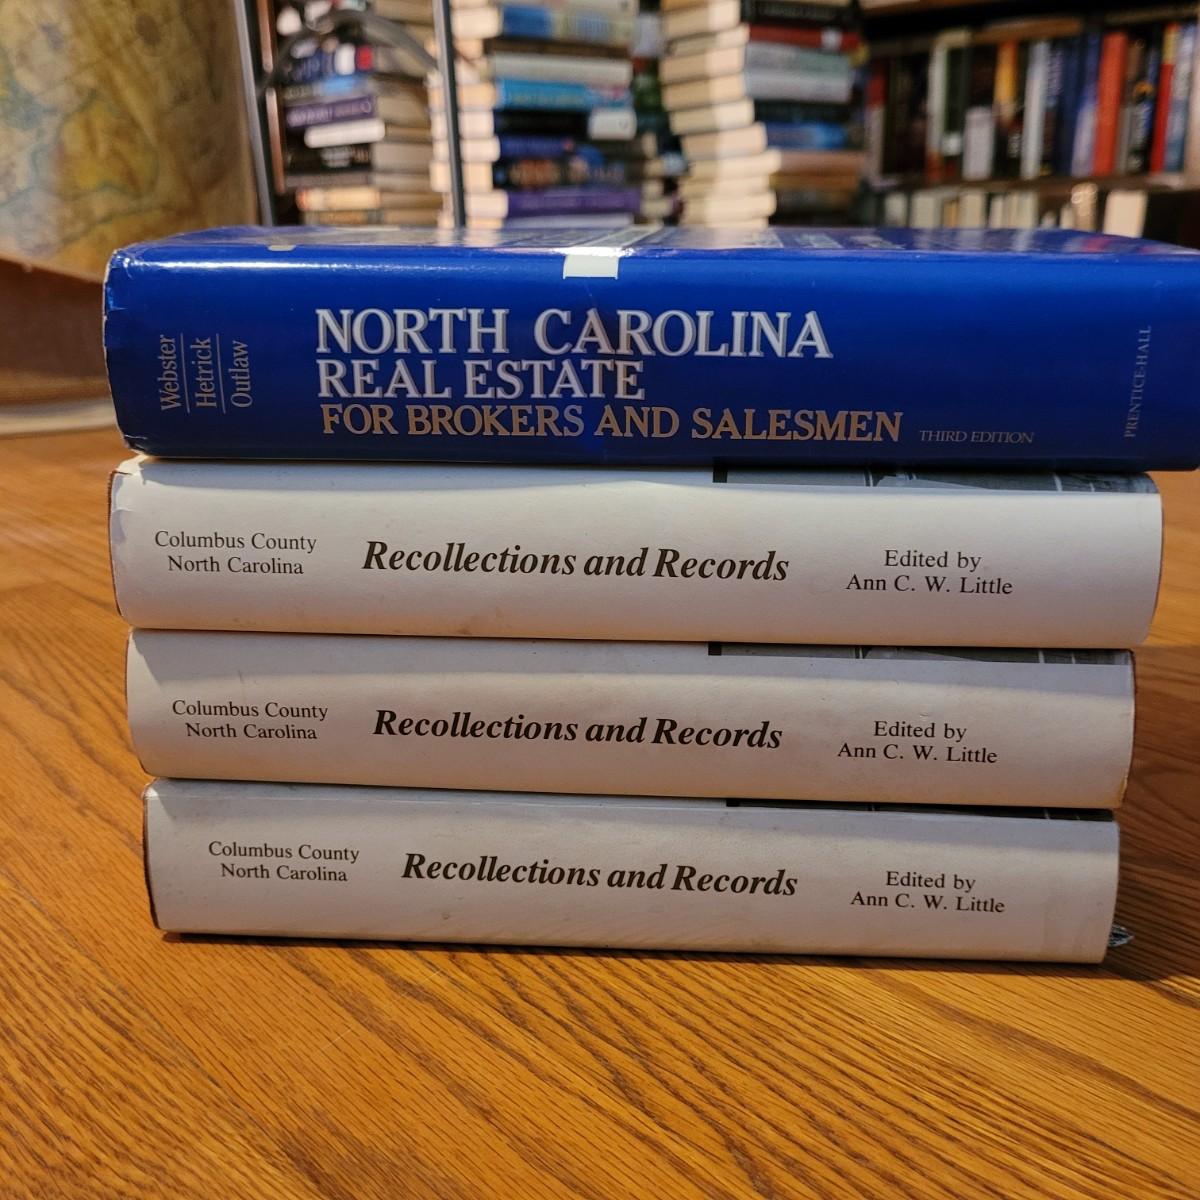 Webster
Hetrick
Outlaw
NORTH CAROLINA
REAL ESTATE
FOR BROKERS AND SALESMEN THIRD EDITION
PRENTICE-HALL
Columbus County
North Carolina
Recollections and Records
Edited by
Ann C. W. Little
Columbus County
North Carolina
Recollections and Records
Edited by
Ann C. W. Little
Columbus County
North Carolina
Recollections and Records
Edited by
Ann C. W. Little